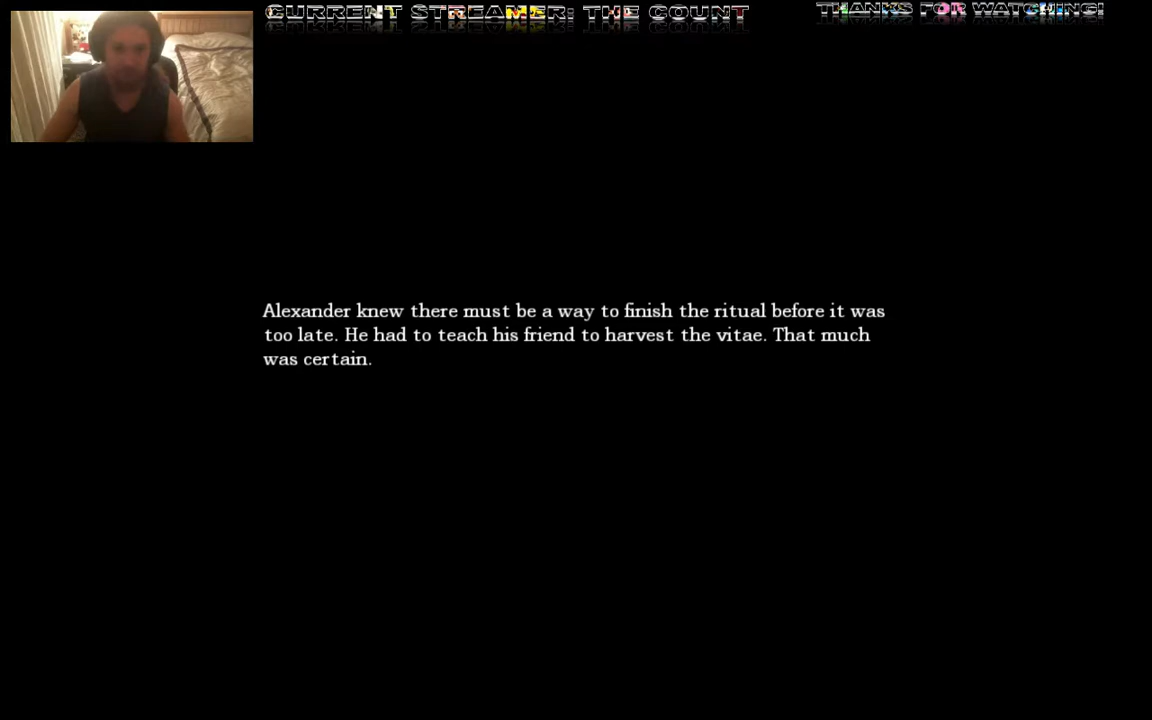 CURRENT STREAMER: THE COUNT
THANKS FOR WATCHING!
Alexander knew there must be a way to finish the ritual before it was
too late. He had to teach his friend to harvest the vitae. That much
was certain.